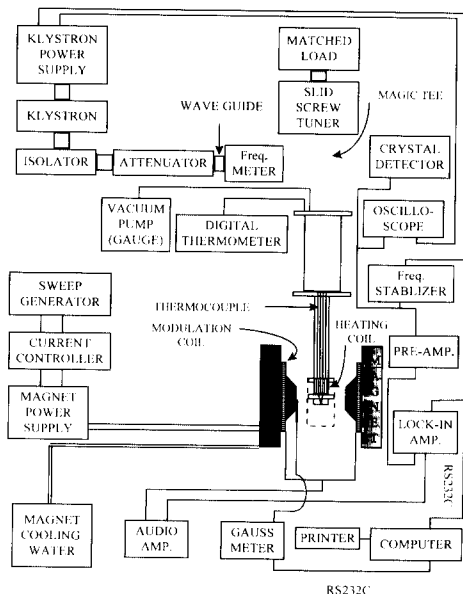 KLYSTRON
POWER
SUPPLY
MATCHED
LOAD
KLYSTRON
SLID
SCREW
TUNER
WAVE GUIDE
MAGIC TEE
ISOLATOR
ATTENUATOR
Freq.
METER
CRYSTAL
DETECTOR
VACUUM
PUMP
(GAUGE)
DIGITAL
THERMOMETER
OSCILLO-
SCOPE
SWEEP
GENERATOR
Freq.
STABLIZER
THERMOCOUPLE
MODULATION
COIL
HEATING
COIL
CURRENT
CONTROLLER
PRE-AMP.
MAGNET
POWER
SUPPLY
MAGNET
LOCK-IN
AMP.
RS232C
MAGNET
COOLING
WATER
AUDIO
AMP.
GAUSS
METER
PRINTER
COMPUTER
RS232C